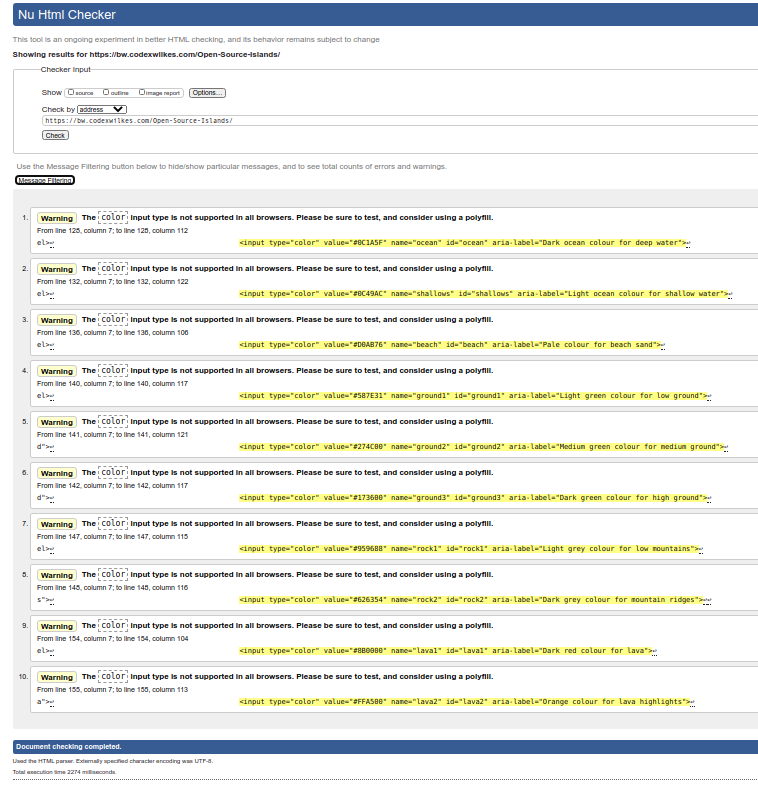 Nu Html Checker
This tool is an ongoing experiment in better HTML checking, and its behavior remains subject to change
Showing results for https://bw.codexwilkes.com/Open-Source-Islands/
Checker Input
Show source outline image report Options...
Check by address
https://bw.codexwilkes.com/Open-Source-Islands/
Check
Use the Message Filtering button below to hide/show particular messages, and to see total counts of errors and warnings.
Message Filtering
1. Warning The color input type is not supported in all browsers. Please be sure to test, and consider using a polyfill.
From line 128, column 7; to line 128, column 112
el>↩ <input type="color" value="#0C1A5F" name="ocean" id="ocean" aria-label="Dark ocean colour for deep water">↩
2. Warning The color input type is not supported in all browsers. Please be sure to test, and consider using a polyfill.
From line 132, column 7; to line 132, column 122
el>↩ <input type="color" value="#0C49AC" name="shallows" id="shallows" aria-label="Light ocean colour for shallow water">↩
3. Warning The color input type is not supported in all browsers. Please be sure to test, and consider using a polyfill.
From line 136, column 7; to line 136, column 106
el>↩ <input type="color" value="#D0AB76" name="beach" id="beach" aria-label="Pale colour for beach sand">↩
4. Warning The color input type is not supported in all browsers. Please be sure to test, and consider using a polyfill.
From line 140, column 7; to line 140, column 117
el>↩ <input type="color" value="#587E31" name="ground1" id="ground1" aria-label="Light green colour for low ground">↩
5. Warning The color input type is not supported in all browsers. Please be sure to test, and consider using a polyfill.
From line 141, column 7; to line 141, column 121
d">↩ <input type="color" value="#274C00" name="ground2" id="ground2" aria-label="Medium green colour for medium ground">↩
6. Warning The color input type is not supported in all browsers. Please be sure to test, and consider using a polyfill.
From line 142, column 7; to line 142, column 117
d">↩ <input type="color" value="#173600" name="ground3" id="ground3" aria-label="Dark green colour for high ground">↩
7. Warning The color input type is not supported in all browsers. Please be sure to test, and consider using a polyfill.
From line 147, column 7; to line 147, column 115
el>↩ <input type="color" value="#959688" name="rock1" id="rock1" aria-label="Light grey colour for low mountains">↩
8. Warning The color input type is not supported in all browsers. Please be sure to test, and consider using a polyfill.
From line 148, column 7; to line 148, column 116
s">↩ <input type="color" value="#626354" name="rock2" id="rock2" aria-label="Dark grey colour for mountain ridges">↩↩
9. Warning The color input type is not supported in all browsers. Please be sure to test, and consider using a polyfill.
From line 154, column 7; to line 154, column 104
el>↩ <input type="color" value="#8B0000" name="lava1" id="lava1" aria-label="Dark red colour for lava">↩
10. Warning The color input type is not supported in all browsers. Please be sure to test, and consider using a polyfill.
From line 155, column 7; to line 155, column 113
a">↩ <input type="color" value="#FFA500" name="lava2" id="lava2" aria-label="Orange colour for lava highlights">↩
Document checking completed.
Used the HTML parser. Externally specified character encoding was UTF-8.
Total execution time 2274 milliseconds.